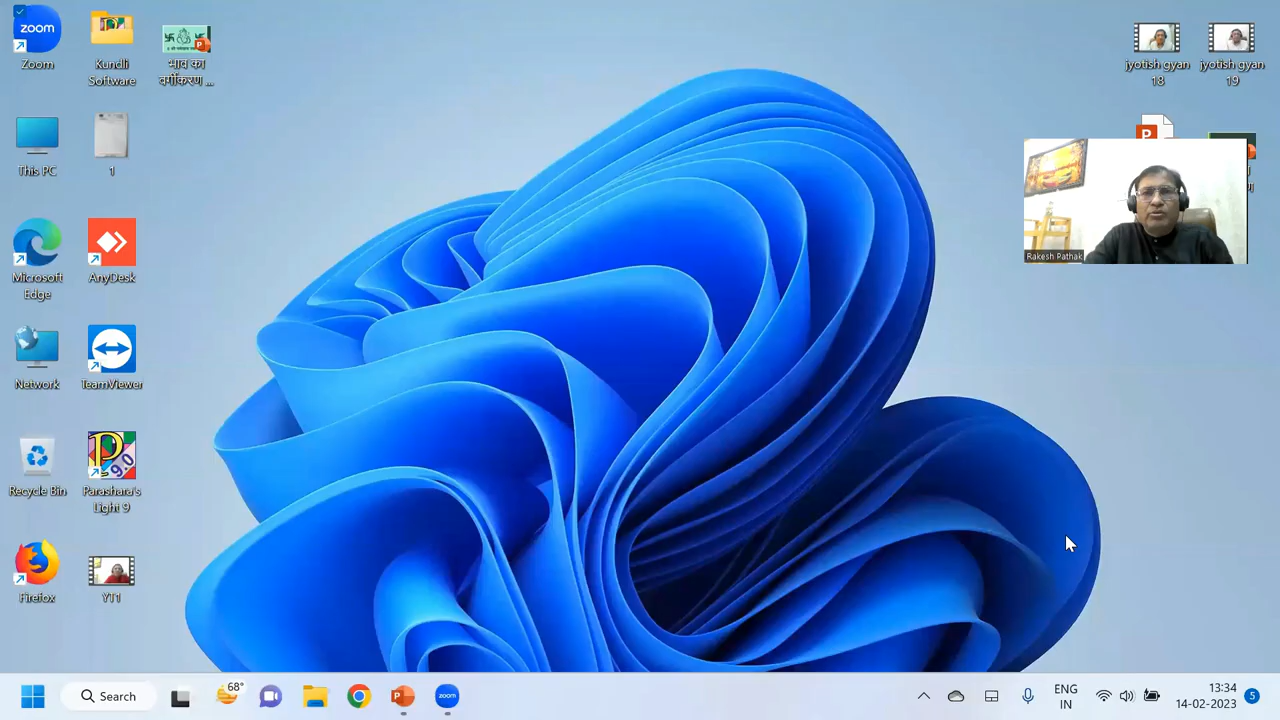 zoom
Zoom
Kundli
Software
भाव का
वर्गीकरण ...
This PC
1
Microsoft
Edge
AnyDesk
Network
TeamViewer
Recycle Bin
Parashara's
Light 9
Firefox
YT1
jyotish gyan
18
jyotish gyan
19
Rakesh Pathak
Search
68°
zoom
ENG
IN
13:34
14-02-2023
5